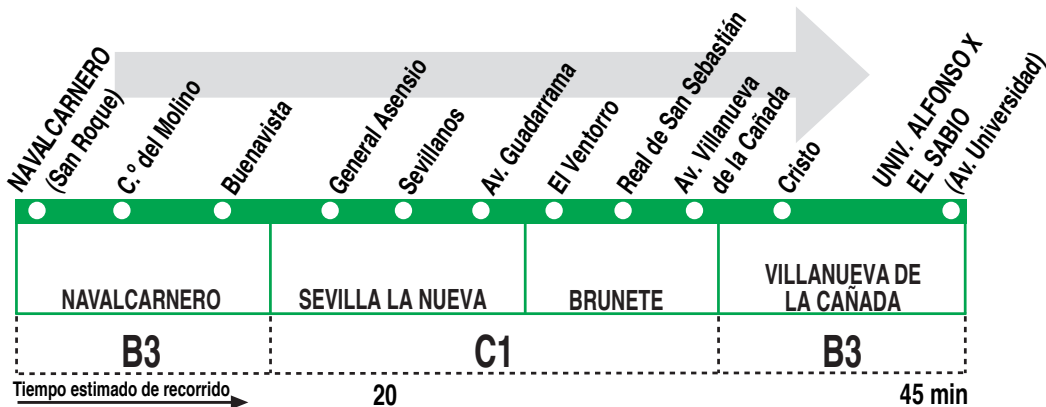 NAVALCARNERO
(San Roque)
C.º del Molino
Buenavista
General Asensio
Sevillanos
Av. Guadarrama
El Ventorro
Real de San Sebastián
Av. Villanueva
de la Cañada
Cristo
UNIV. ALFONSO X
EL SABIO
(Av. Universidad)
NAVALCARNERO
SEVILLA LA NUEVA
BRUNETE
VILLANUEVA DE
LA CAÑADA
B3
C1
B3
Tiempo estimado de recorrido
20
45 min